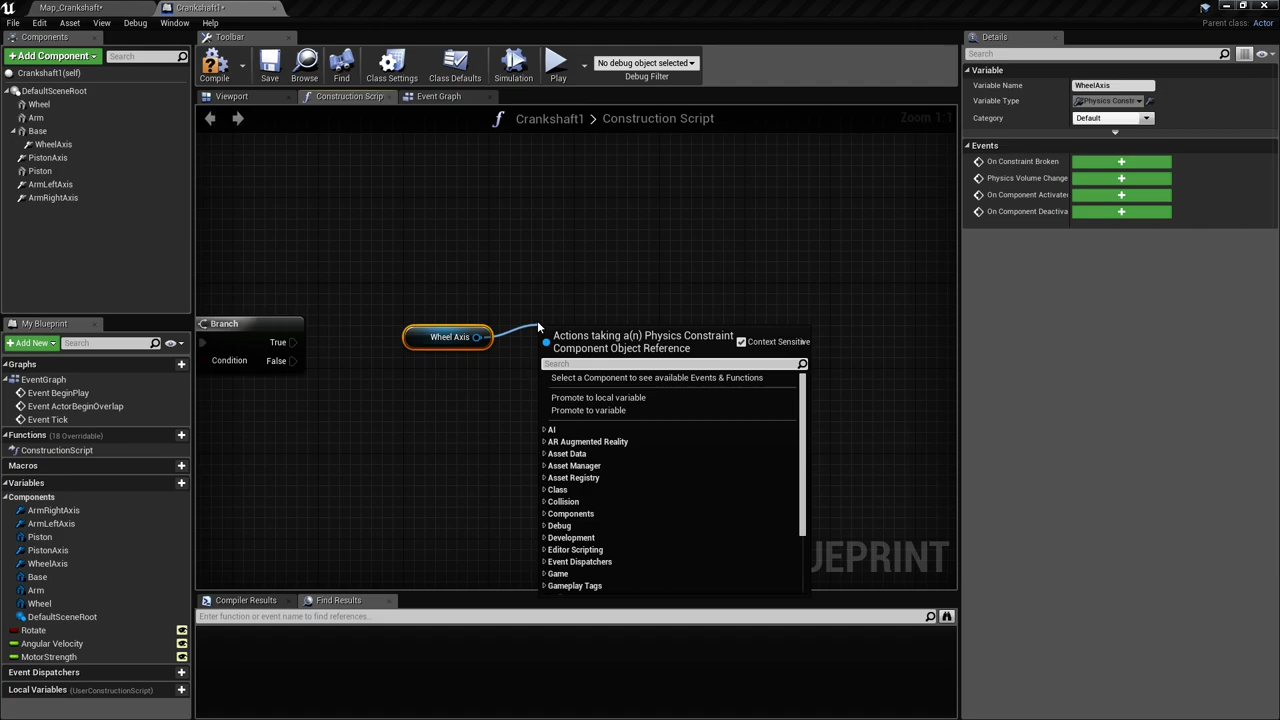 Map_Crankshaft*
Crankshaft1*
File Edit Asset View Debug Window Help
Parent class: Actor
Components
Add Component
Search
Crankshaft1(self)
DefaultSceneRoot
Wheel
Arm
Base
WheelAxis
PistonAxis
Piston
ArmLeftAxis
ArmRightAxis
My Blueprint
Add New
Search
Graphs
EventGraph
Event BeginPlay
Event ActorBeginOverlap
Event Tick
Functions (18 Overridable)
ConstructionScript
Macros
Variables
Components
ArmRightAxis
ArmLeftAxis
Piston
PistonAxis
WheelAxis
Base
Arm
Wheel
DefaultSceneRoot
Rotate
Angular Velocity
MotorStrength
Event Dispatchers
Local Variables (UserConstructionScript)
Toolbar
Compile
Save
Browse
Find
Class Settings
Class Defaults
Simulation
Play
No debug object selected
Debug Filter
Viewport
Construction Scrip
Event Graph
Crankshaft1 > Construction Script
Zoom 1:1
Branch
True
Condition
False
Wheel Axis
Actions taking a(n) Physics Constraint
Component Object Reference
Context Sensitive
Search
Select a Component to see available Events & Functions
Promote to local variable
Promote to variable
AI
AR Augmented Reality
Asset Data
Asset Manager
Asset Registry
Class
Collision
Components
Debug
Development
Editor Scripting
Event Dispatchers
Game
Gameplay Tags
UEPRINT
Compiler Results
Find Results
Enter function or event name to find references...
Details
Search
Variable
Variable Name WheelAxis
Variable Type Physics Constr
Category Default
Events
On Constraint Broken
Physics Volume Change
On Component Activate
On Component Deactiva